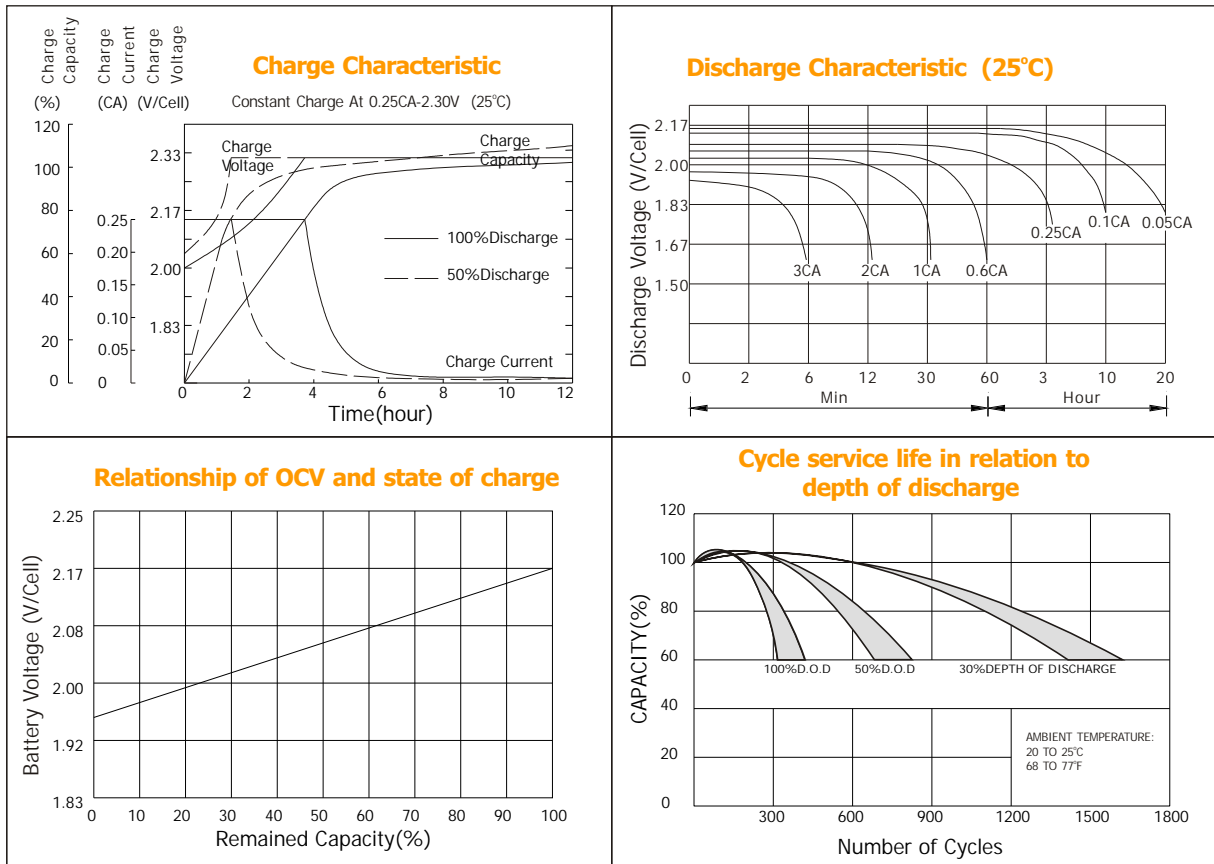 Charge Characteristic
Charge Capacity
Charge Current
Charge Voltage
(%) (CA) (V/Cell)
Constant Charge At 0.25CA-2.30V (25°C)
120
100
80
60
40
20
0
0.25
0.20
0.15
0.10
0.05
0
2.33
2.17
2.00
1.83
Charge Voltage
Charge Capacity
100%Discharge
50%Discharge
Charge Current
0 2 4 6 8 10 12
Time(hour)
Discharge Characteristic (25°C)
Discharge Voltage (V/Cell)
2.17
2.00
1.83
1.67
1.50
3CA 2CA 1CA 0.6CA 0.25CA 0.1CA 0.05CA
0 2 6 12 30 60 3 10 20
Min Hour
Relationship of OCV and state of charge
Battery Voltage (V/Cell)
2.25
2.17
2.08
2.00
1.92
1.83
0 10 20 30 40 50 60 70 80 90 100
Remained Capacity(%)
Cycle service life in relation to
depth of discharge
CAPACITY(%)
120
100
80
60
40
20
0
100%D.O.D 50%D.O.D 30%DEPTH OF DISCHARGE
AMBIENT TEMPERATURE:
20 TO 25°C
68 TO 77°F
300 600 900 1200 1500 1800
Number of Cycles